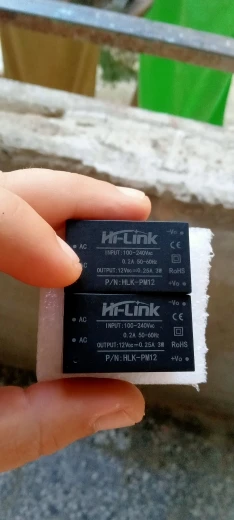 Hi-Link
-Vo
AC
INPUT:100-240Vac
0.2A 50-60Hz
CE
AC
OUTPUT:12Vdc⎓0.25A 3W
RoHS
P/N:HLK-PM12
+Vo
Hi-Link
-Vo
AC
INPUT:100-240Vac
0.2A 50-60Hz
CE
AC
OUTPUT:12Vdc⎓0.25A 3W
RoHS
P/N:HLK-PM12
+Vo